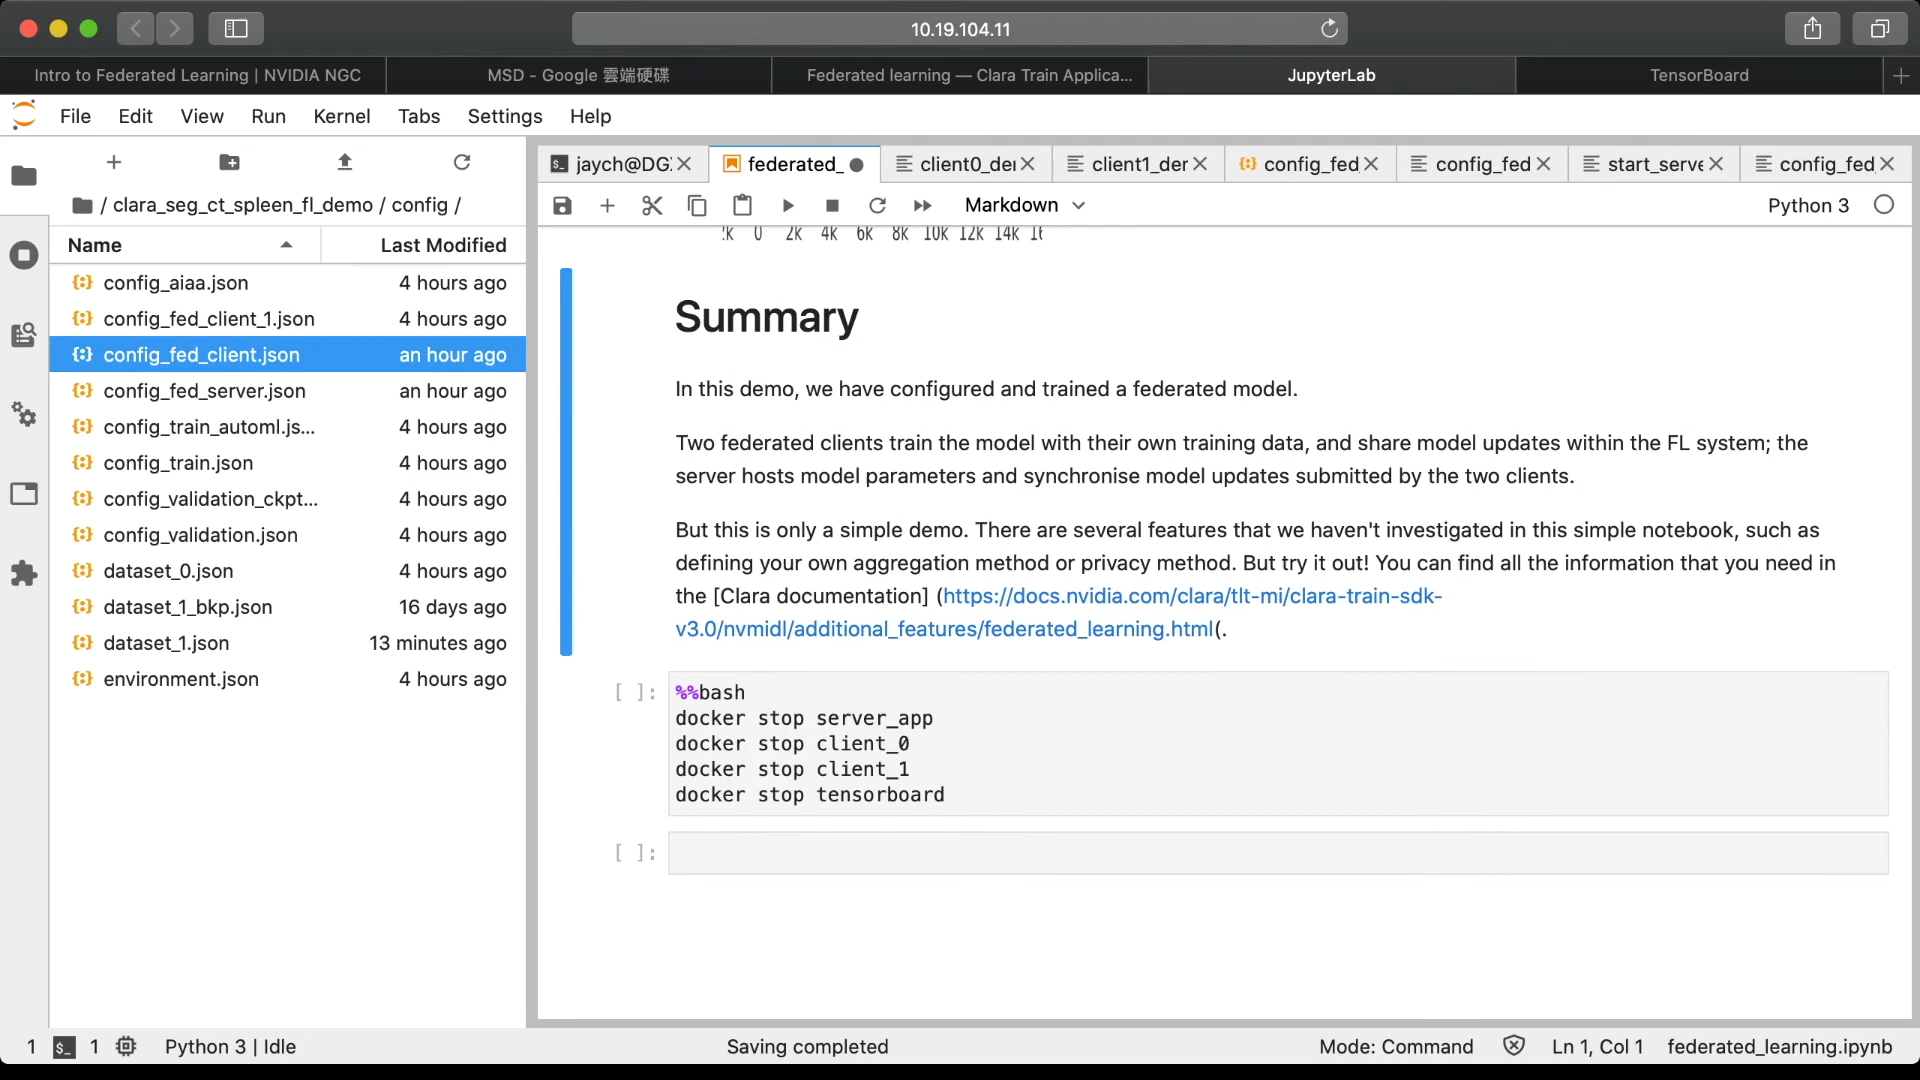 10.19.104.11
Intro to Federated Learning | NVIDIA NGC
MSD - Google 雲端硬碟
Federated learning — Clara Train Applica...
JupyterLab
TensorBoard
File Edit View Run Kernel Tabs Settings Help
/ clara_seg_ct_spleen_fl_demo / config /
Name Last Modified
config_aiaa.json 4 hours ago
config_fed_client_1.json 4 hours ago
config_fed_client.json an hour ago
config_fed_server.json an hour ago
config_train_automl.js... 4 hours ago
config_train.json 4 hours ago
config_validation_ckpt... 4 hours ago
config_validation.json 4 hours ago
dataset_0.json 4 hours ago
dataset_1_bkp.json 16 days ago
dataset_1.json 13 minutes ago
environment.json 4 hours ago
jaych@DG
federated_
client0_de
client1_der
config_fed
config_fed
start_serve
config_fed
Markdown
Python 3
0 2k 4k 6k 8k 10k 12k 14k
Summary
In this demo, we have configured and trained a federated model.
Two federated clients train the model with their own training data, and share model updates within the FL system; the
server hosts model parameters and synchronise model updates submitted by the two clients.
But this is only a simple demo. There are several features that we haven't investigated in this simple notebook, such as
defining your own aggregation method or privacy method. But try it out! You can find all the information that you need in
the [Clara documentation] (https://docs.nvidia.com/clara/tlt-mi/clara-train-sdk-
v3.0/nvmidl/additional_features/federated_learning.html(.
[ ]:
%%bash
docker stop server_app
docker stop client_0
docker stop client_1
docker stop tensorboard
[ ]:
1 $_ 1 Python 3 | Idle
Saving completed
Mode: Command
Ln 1, Col 1
federated_learning.ipynb